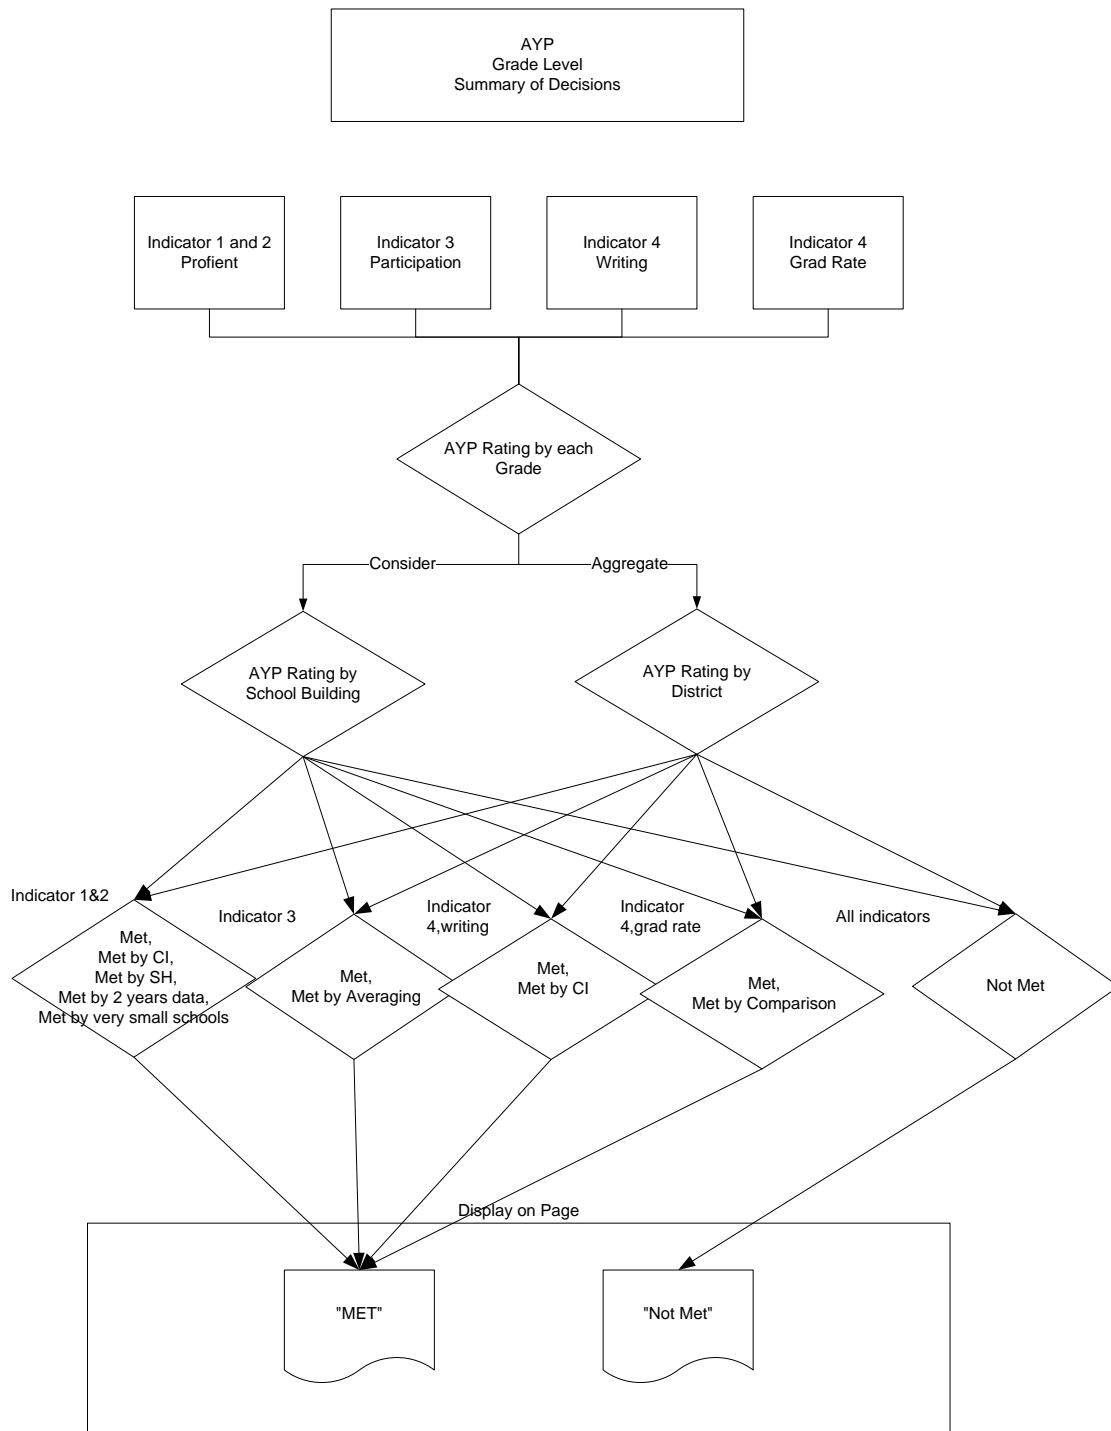 AYP
Grade Level
Summary of Decisions
Indicator 1 and 2
Profient
Indicator 3
Participation
Indicator 4
Writing
Indicator 4
Grad Rate
AYP Rating by each
Grade
Consider
Aggregate
AYP Rating by
School Building
AYP Rating by
District
Indicator 1&2
Indicator 3
Indicator
4,writing
Indicator
4,grad rate
All indicators
Met,
Met by CI,
Met by SH,
Met by 2 years data,
Met by very small schools
Met,
Met by Averaging
Met,
Met by CI
Met,
Met by Comparison
Not Met
Display on Page
"MET"
"Not Met"